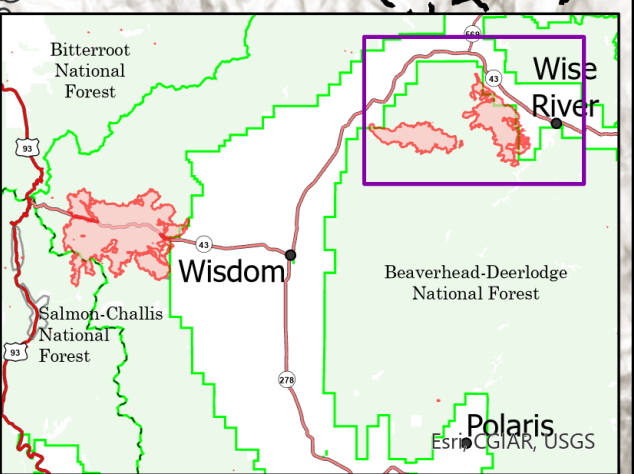 Bitterroot
National
Forest
569
43
Wise
River
93
43
Wisdom
Beaverhead-Deerlodge
National Forest
Salmon-Challis
National
Forest
93
278
Polaris
Esri, CGIAR, USGS